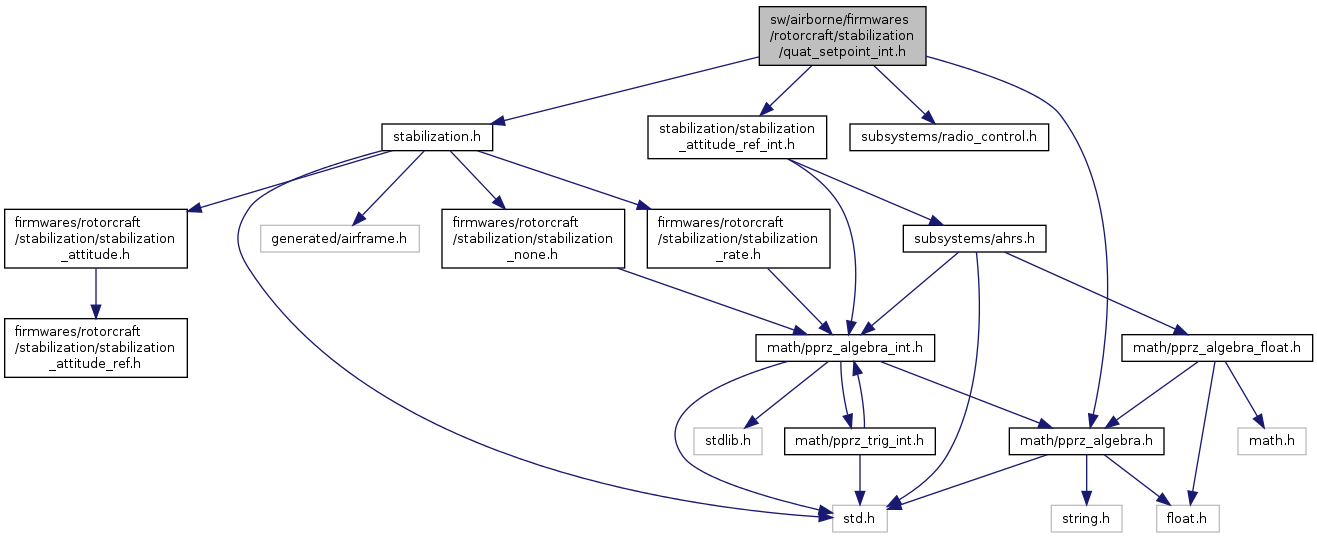 sw/airborne/firmwares
/rotorcraft/stabilization
/quat_setpoint_int.h
stabilization.h
stabilization/stabilization
_attitude_ref_int.h
subsystems/radio_control.h
firmwares/rotorcraft
/stabilization/stabilization
_attitude.h
generated/airframe.h
firmwares/rotorcraft
/stabilization/stabilization
_none.h
firmwares/rotorcraft
/stabilization/stabilization
_rate.h
subsystems/ahrs.h
firmwares/rotorcraft
/stabilization/stabilization
_attitude_ref.h
math/pprz_algebra_int.h
math/pprz_algebra_float.h
stdlib.h
math/pprz_trig_int.h
math/pprz_algebra.h
math.h
std.h
string.h
float.h